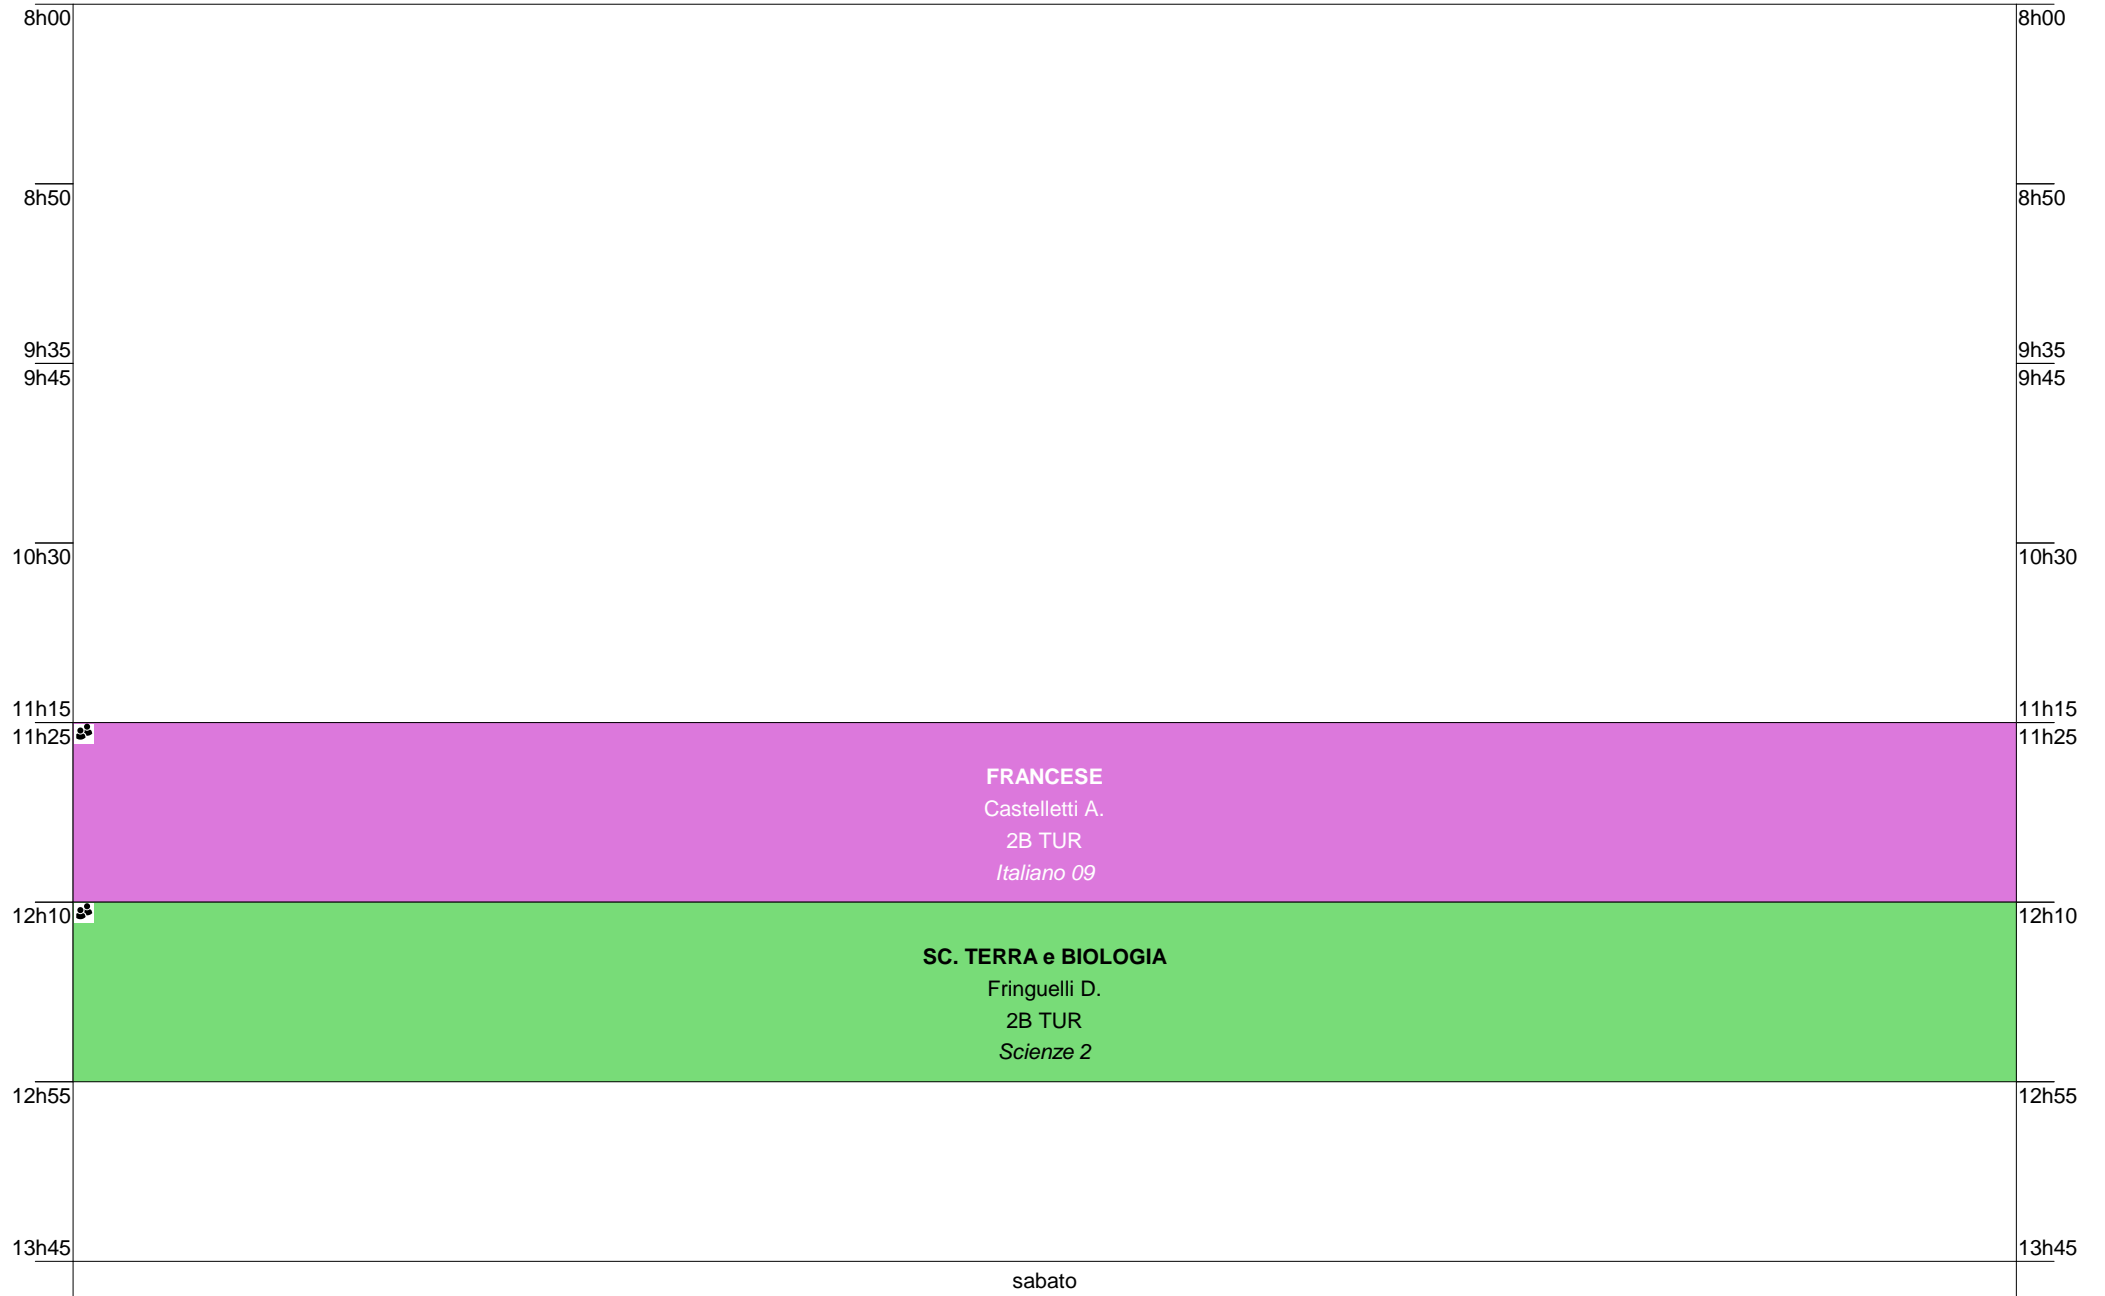 8h00 8h00
8h50 8h50
9h35 9h35
9h45 9h45
10h30 10h30
11h15 11h15
11h25 11h25
FRANCESE
Castelletti A.
2B TUR
Italiano 09
12h10 12h10
SC. TERRA e BIOLOGIA
Fringuelli D.
2B TUR
Scienze 2
12h55 12h55
13h45 13h45
sabato